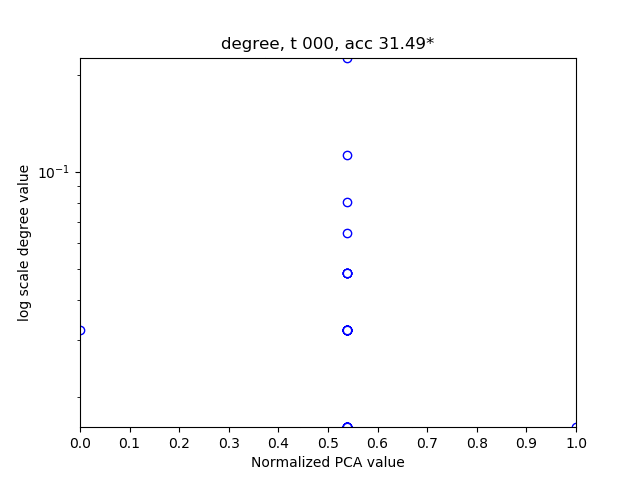 degree, t 000, acc 31.49*
log scale degree value
10⁻¹
0.0 0.1 0.2 0.3 0.4 0.5 0.6 0.7 0.8 0.9 1.0
Normalized PCA value